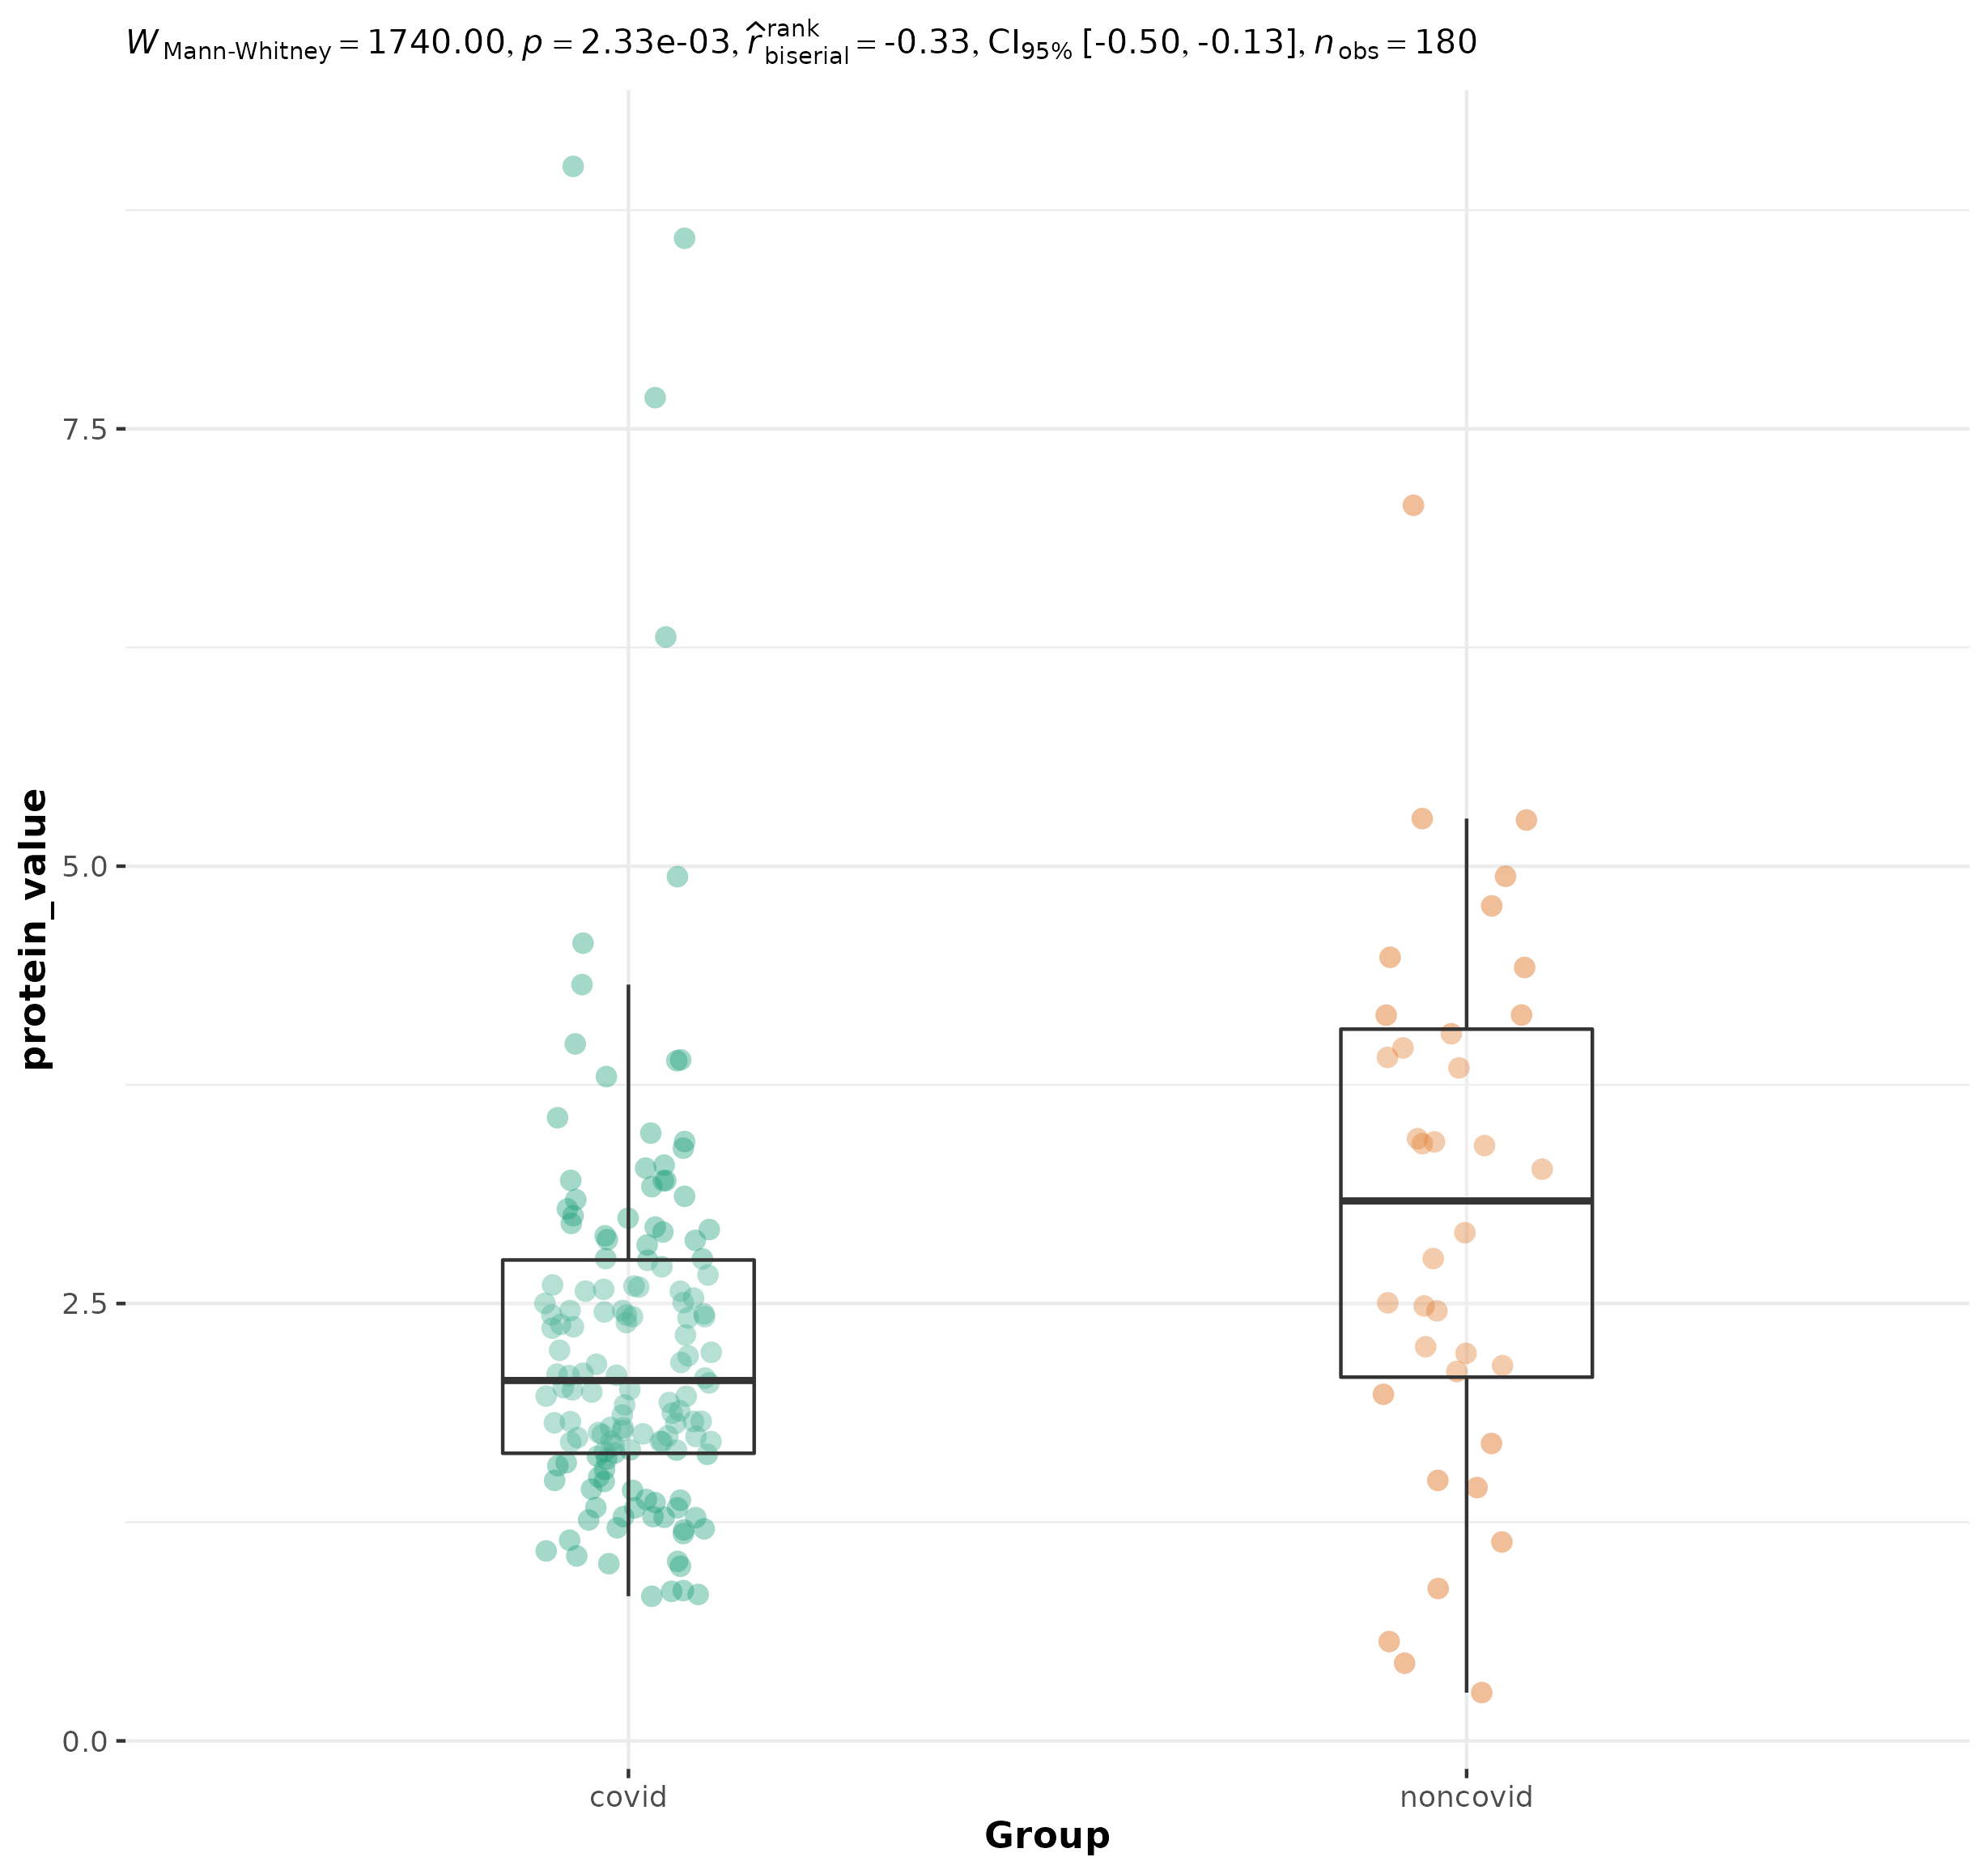 W Mann-Whitney = 1740.00, p = 2.33e-03, r̂ rank biserial = -0.33, CI95% [-0.50, -0.13], n obs = 180
protein_value
7.5
5.0
2.5
0.0
covid noncovid
Group